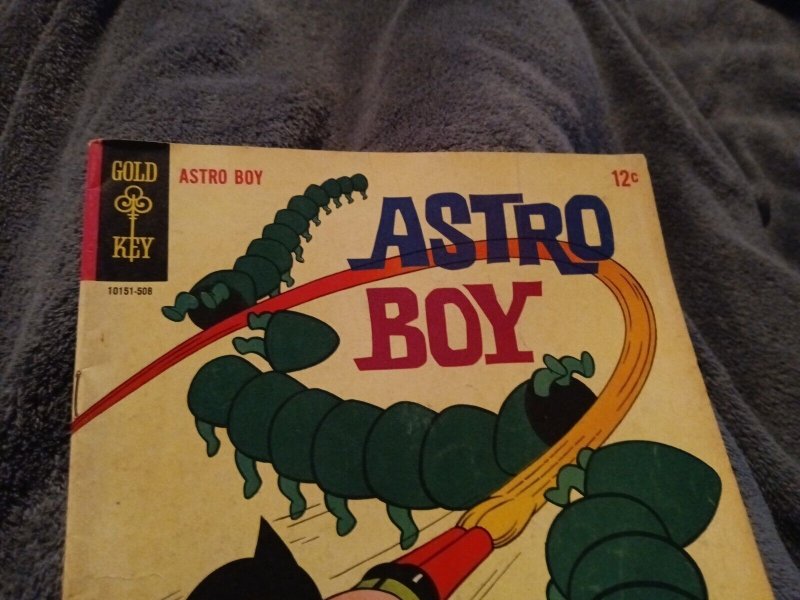 GOLD
KEY
10151-508
ASTRO BOY
12¢
ASTRO
BOY